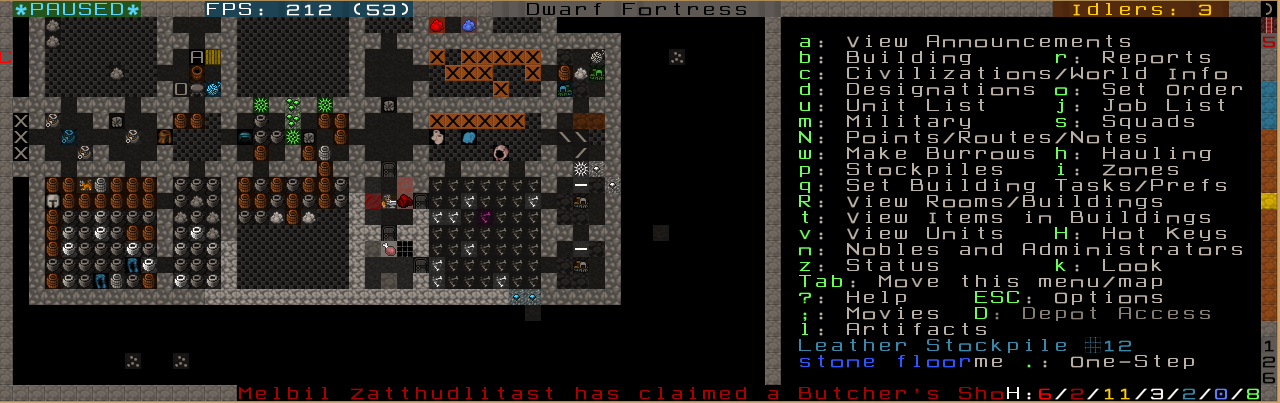 *PAUSED* FPS: 212 (53) Dwarf Fortress Idlers: 3
a: View Announcements
b: Building r: Reports
c: Civilizations/World Info
d: Designations o: Set Order
u: Unit List j: Job List
m: Military s: Squads
N: Points/Routes/Notes
w: Make Burrows h: Hauling
p: Stockpiles i: Zones
q: Set Building Tasks/Prefs
R: View Rooms/Buildings
t: View Items in Buildings
v: View Units H: Hot Keys
n: Nobles and Administrators
z: Status k: Look
Tab: Move this menu/map
?: Help ESC: Options
;: Movies D: Depot Access
l: Artifacts
Leather Stockpile #12
stone floorme .: One-Step
Melbil Zatthudlitast has claimed a Butcher's ShoH:6/2/11/3/2/0/8
126